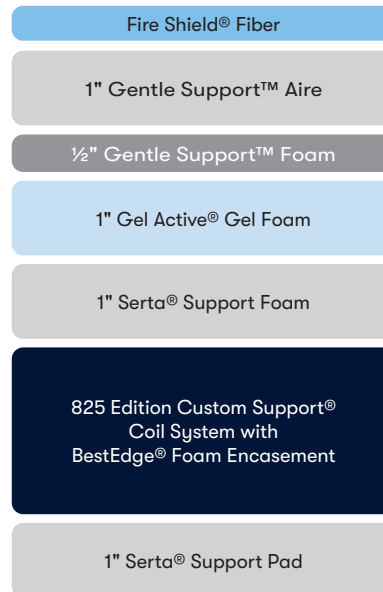 Fire Shield® Fiber
1" Gentle Support™ Aire
½" Gentle Support™ Foam
1" Gel Active® Gel Foam
1" Serta® Support Foam
825 Edition Custom Support®
Coil System with
BestEdge® Foam Encasement
1" Serta® Support Pad